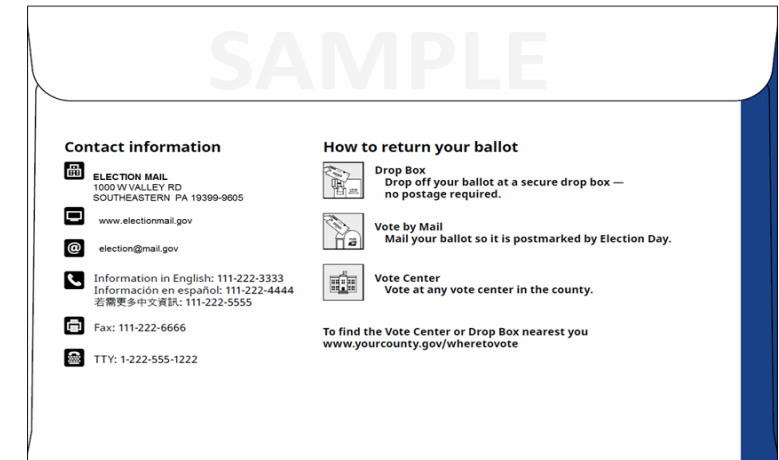 SAMPLE
Contact information
ELECTION MAIL
1000 W VALLEY RD
SOUTHEASTERN PA 19399-9605
www.electionmail.gov
@
election@mail.gov
Information in English: 111-222-3333
Información en español: 111-222-4444
若需更多中文資訊: 111-222-5555
Fax: 111-222-6666
TTY: 1-222-555-1222
How to return your ballot
Drop Box
Drop off your ballot at a secure drop box —
no postage required.
Vote by Mail
Mail your ballot so it is postmarked by Election Day.
Vote Center
Vote at any vote center in the county.
To find the Vote Center or Drop Box nearest you
www.yourcounty.gov/wheretovote